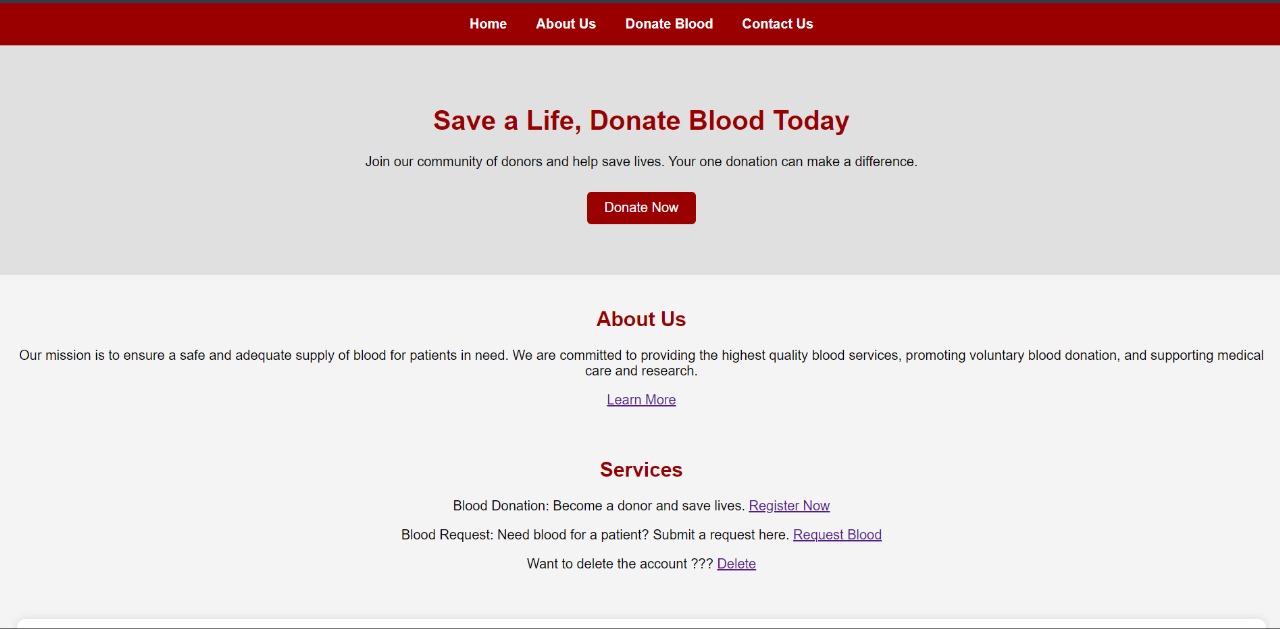 Home About Us Donate Blood Contact Us
Save a Life, Donate Blood Today
Join our community of donors and help save lives. Your one donation can make a difference.
Donate Now
About Us
Our mission is to ensure a safe and adequate supply of blood for patients in need. We are committed to providing the highest quality blood services, promoting voluntary blood donation, and supporting medical
care and research.
Learn More
Services
Blood Donation: Become a donor and save lives. Register Now
Blood Request: Need blood for a patient? Submit a request here. Request Blood
Want to delete the account ??? Delete